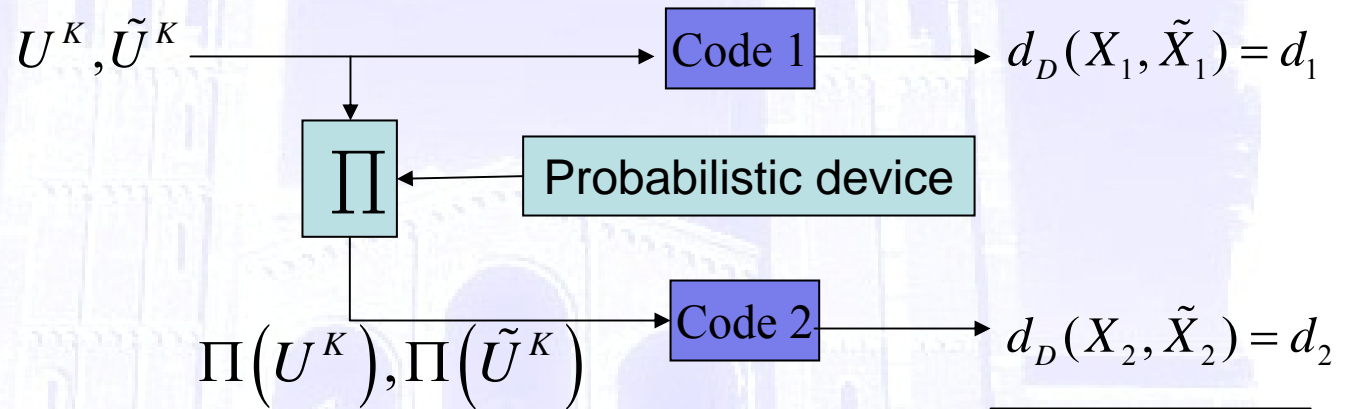 U^K, Ũ^K
Code 1
d_D(X_1, X̃_1) = d_1
∏
Probabilistic device
Code 2
d_D(X_2, X̃_2) = d_2
Π(U^K), Π(Ũ^K)